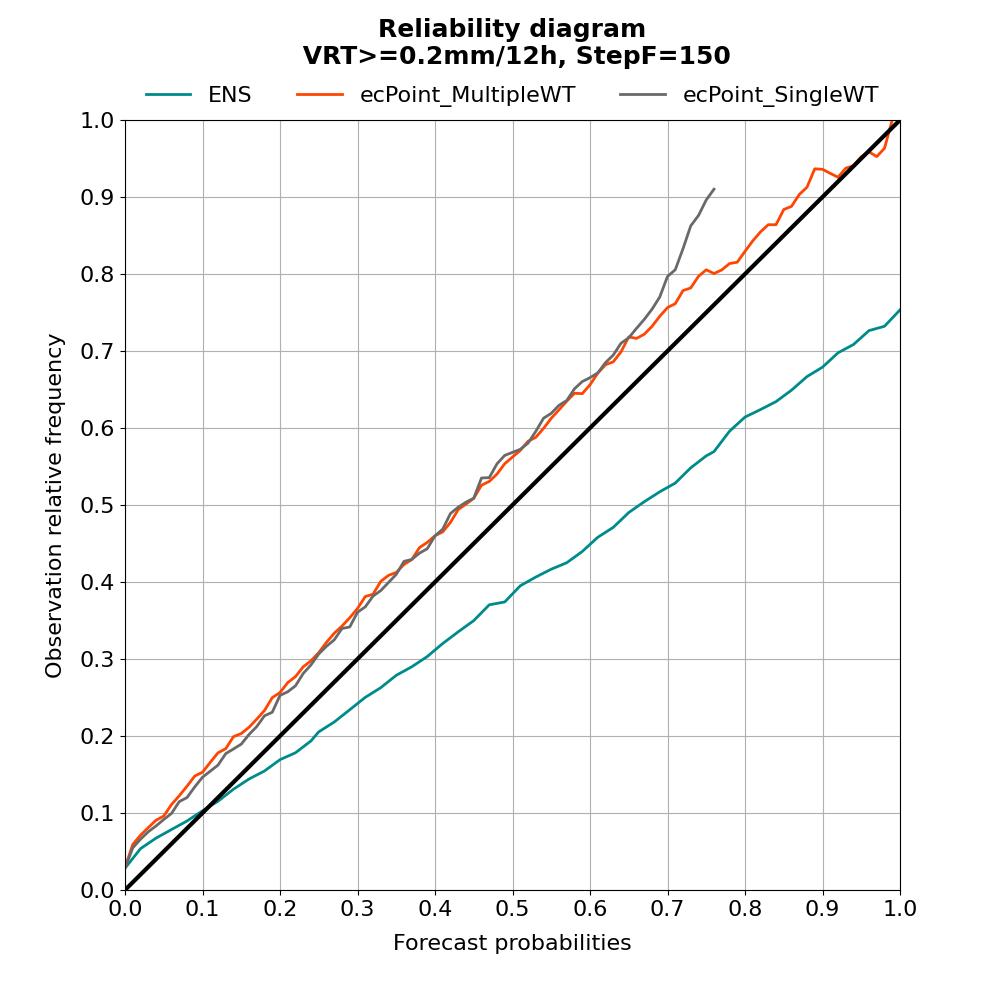 Reliability diagram
VRT>=0.2mm/12h, StepF=150
ENS ecPoint_MultipleWT ecPoint_SingleWT
1.0
0.9
0.8
0.7
0.6
0.5
0.4
0.3
0.2
0.1
0.0
Observation relative frequency
0.0 0.1 0.2 0.3 0.4 0.5 0.6 0.7 0.8 0.9 1.0
Forecast probabilities